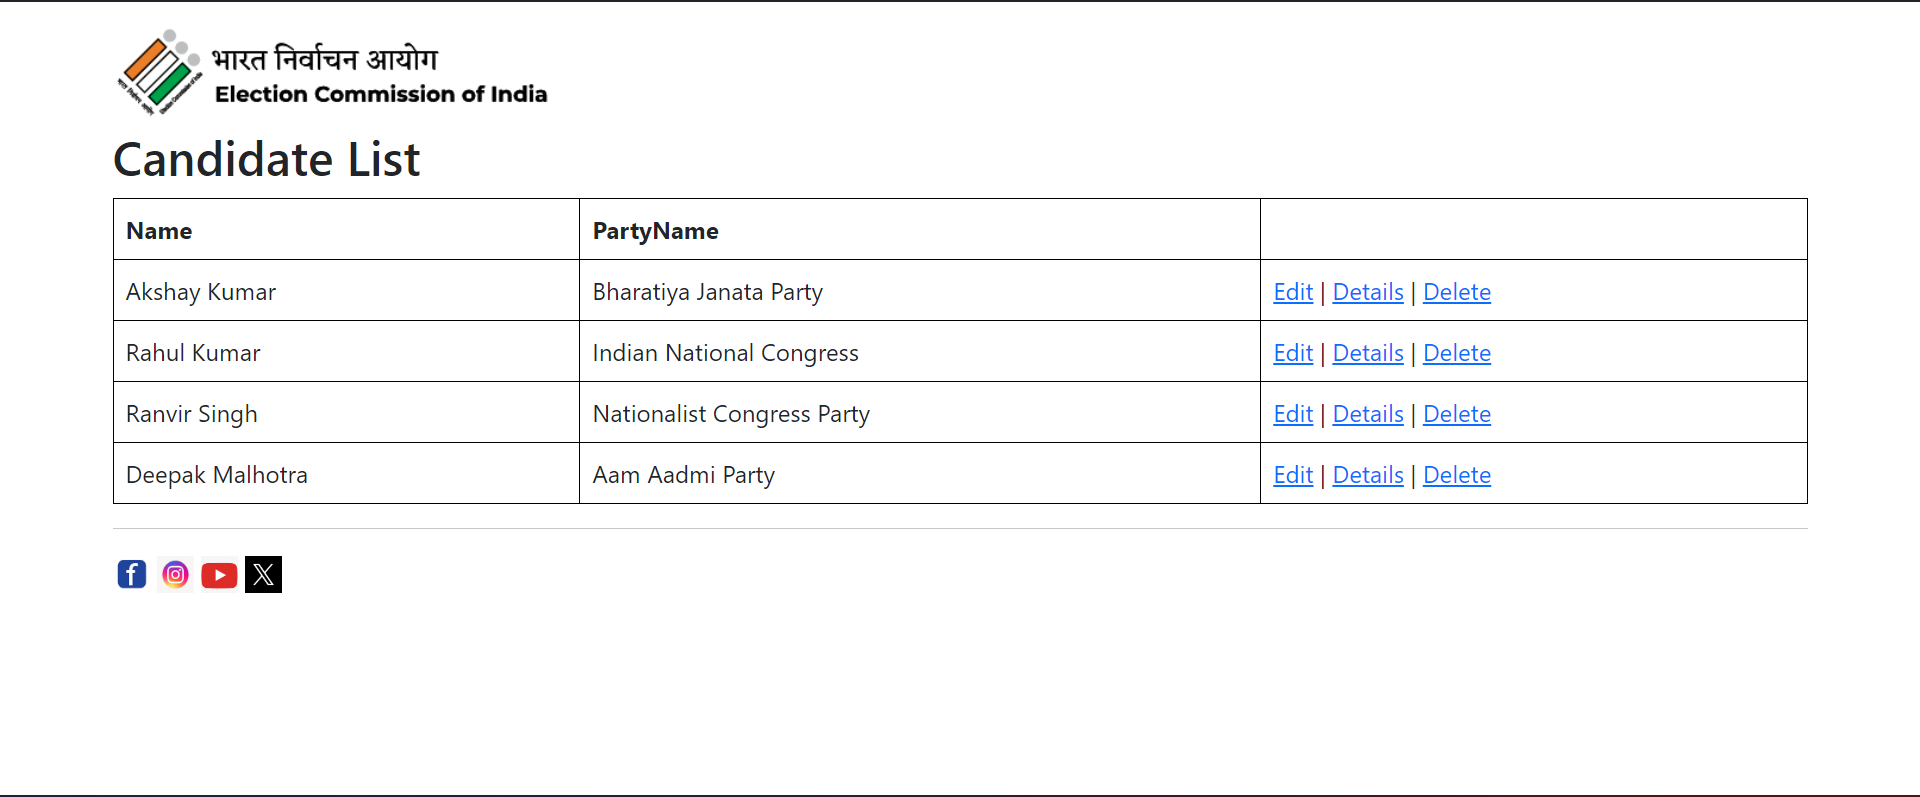 भारत निर्वाचन आयोग
Election Commission of India
Candidate List
Name PartyName
Akshay Kumar Bharatiya Janata Party Edit | Details | Delete
Rahul Kumar Indian National Congress Edit | Details | Delete
Ranvir Singh Nationalist Congress Party Edit | Details | Delete
Deepak Malhotra Aam Aadmi Party Edit | Details | Delete